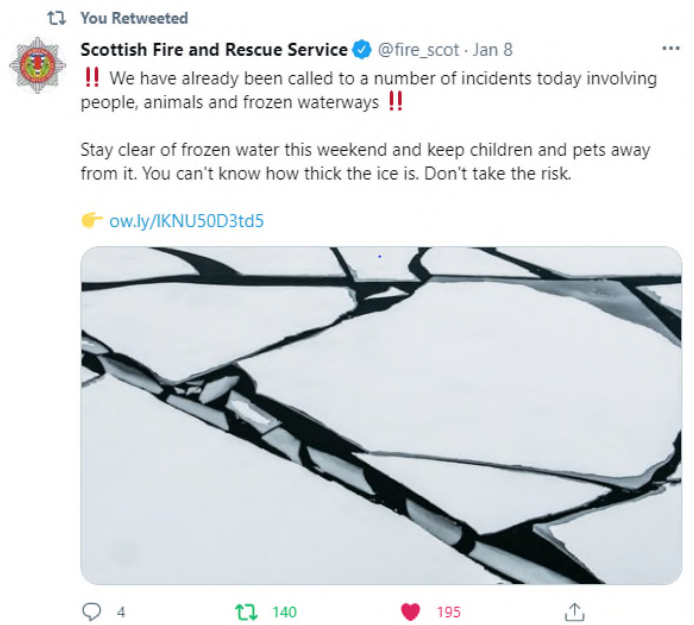 You Retweeted
Scottish Fire and Rescue Service @fire_scot · Jan 8
‼ We have already been called to a number of incidents today involving
people, animals and frozen waterways ‼
Stay clear of frozen water this weekend and keep children and pets away
from it. You can't know how thick the ice is. Don't take the risk.
👉 ow.ly/IKNU50D3td5
4 140 195